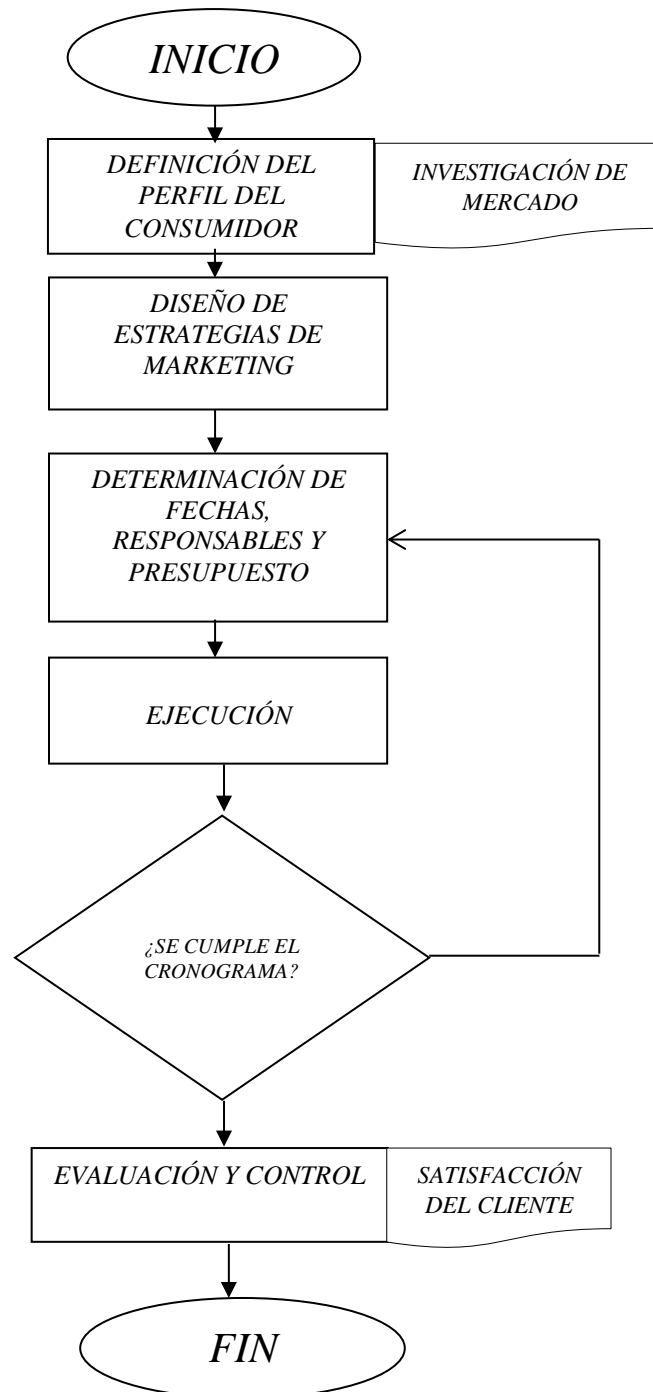 INICIO
DEFINICIÓN DEL
PERFIL DEL
CONSUMIDOR
INVESTIGACIÓN DE
MERCADO
DISEÑO DE
ESTRATEGIAS DE
MARKETING
DETERMINACIÓN DE
FECHAS,
RESPONSABLES Y
PRESUPUESTO
EJECUCIÓN
¿SE CUMPLE EL
CRONOGRAMA?
EVALUACIÓN Y CONTROL
SATISFACCIÓN
DEL CLIENTE
FIN